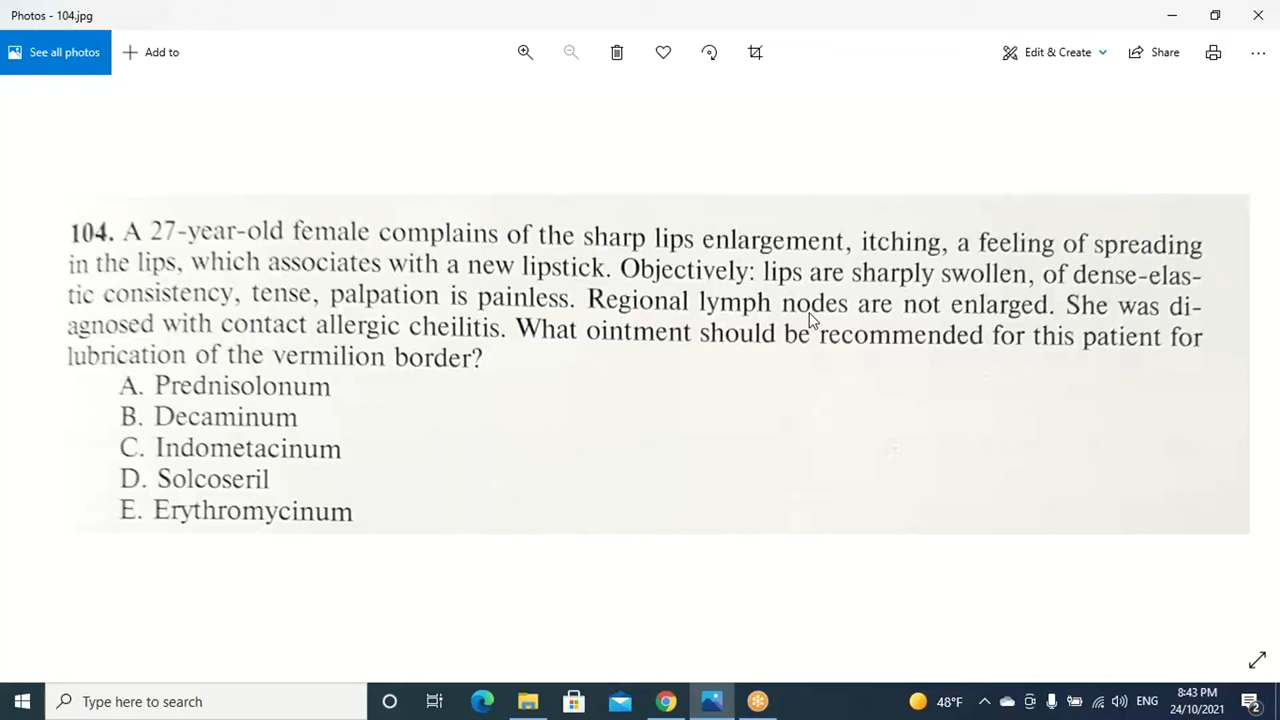 Photos - 104.jpg
See all photos
Add to
Edit & Create
Share
104. A 27-year-old female complains of the sharp lips enlargement, itching, a feeling of spreading
in the lips, which associates with a new lipstick. Objectively: lips are sharply swollen, of dense-elas-
tic consistency, tense, palpation is painless. Regional lymph nodes are not enlarged. She was di-
agnosed with contact allergic cheilitis. What ointment should be recommended for this patient for
lubrication of the vermilion border?
A. Prednisolonum
B. Decaminum
C. Indometacinum
D. Solcoseril
E. Erythromycinum
Type here to search
48°F
ENG
8:43 PM
24/10/2021
2